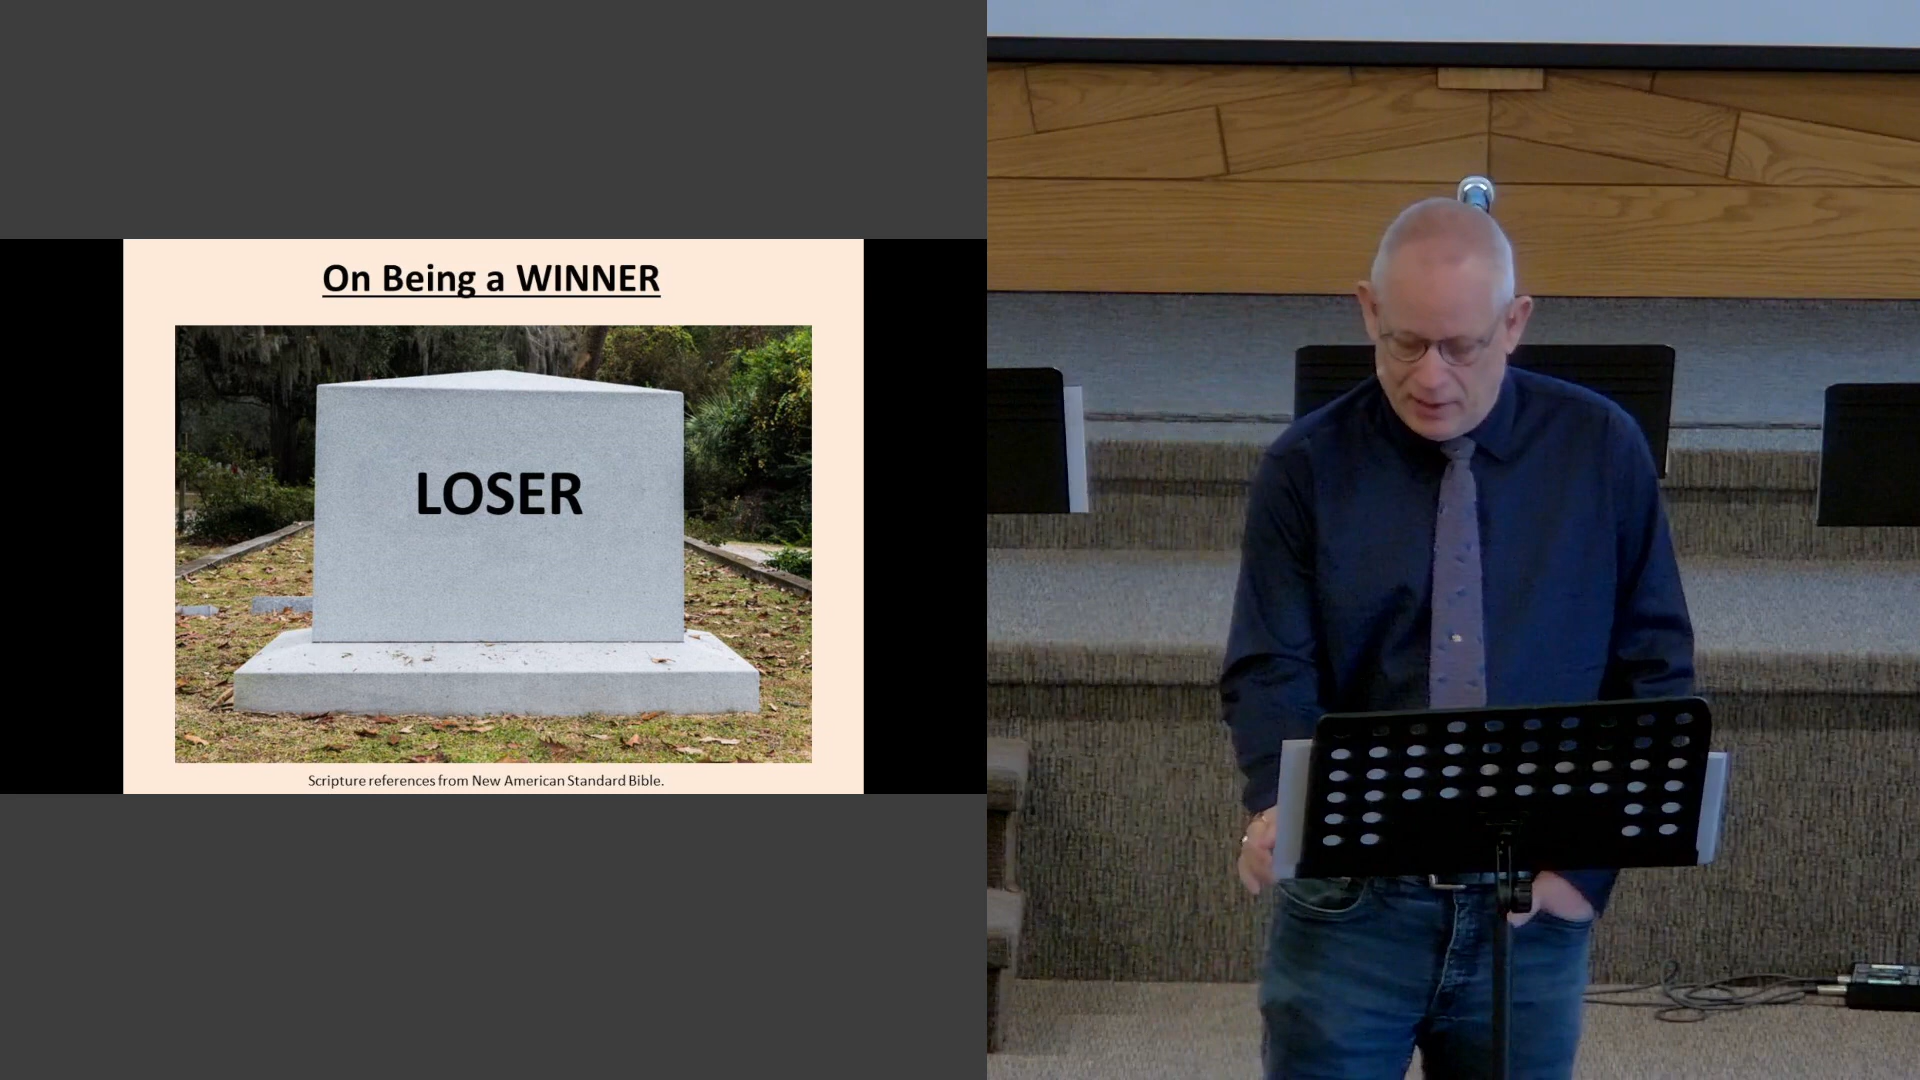 On Being a WINNER
LOSER
Scripture references from New American Standard Bible.